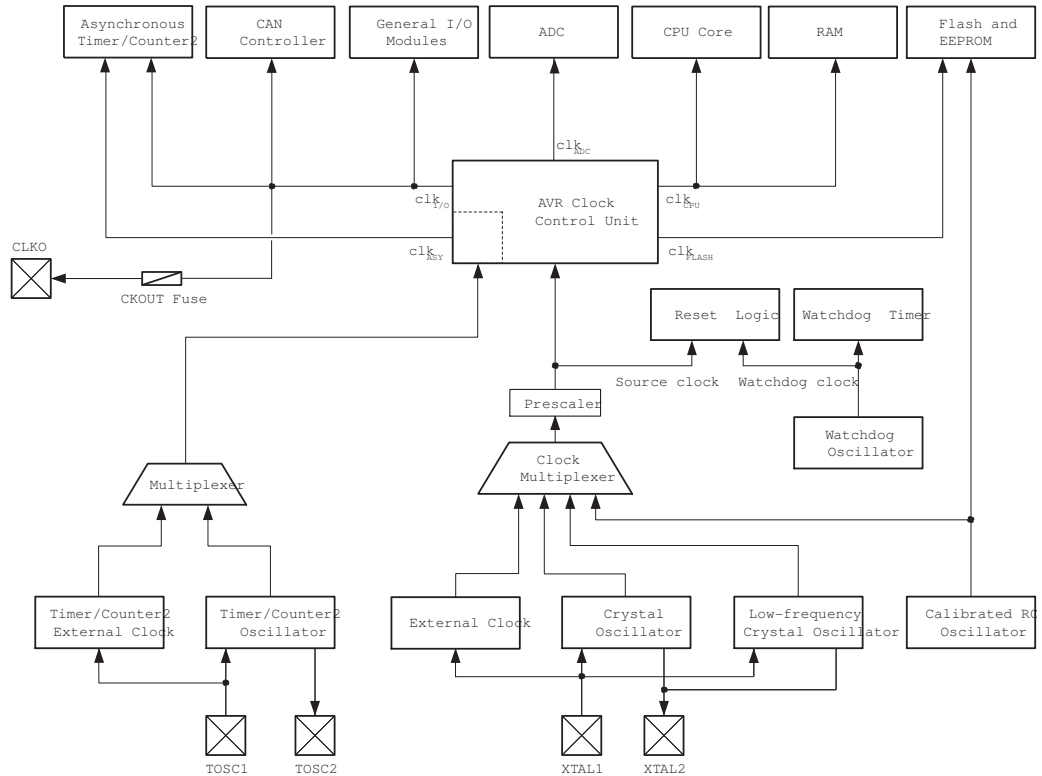 Asynchronous
Timer/Counter2
CAN
Controller
General I/O
Modules
ADC
CPU Core
RAM
Flash and
EEPROM
clkADC
AVR Clock
Control Unit
clkI/O
clkCPU
clkASY
clkFLASH
CLKO
CKOUT Fuse
Reset Logic
Watchdog Timer
Source clock
Watchdog clock
Prescaler
Watchdog
Oscillator
Clock
Multiplexer
Multiplexer
Timer/Counter2
External Clock
Timer/Counter2
Oscillator
External Clock
Crystal
Oscillator
Low-frequency
Crystal Oscillator
Calibrated RC
Oscillator
TOSC1
TOSC2
XTAL1
XTAL2